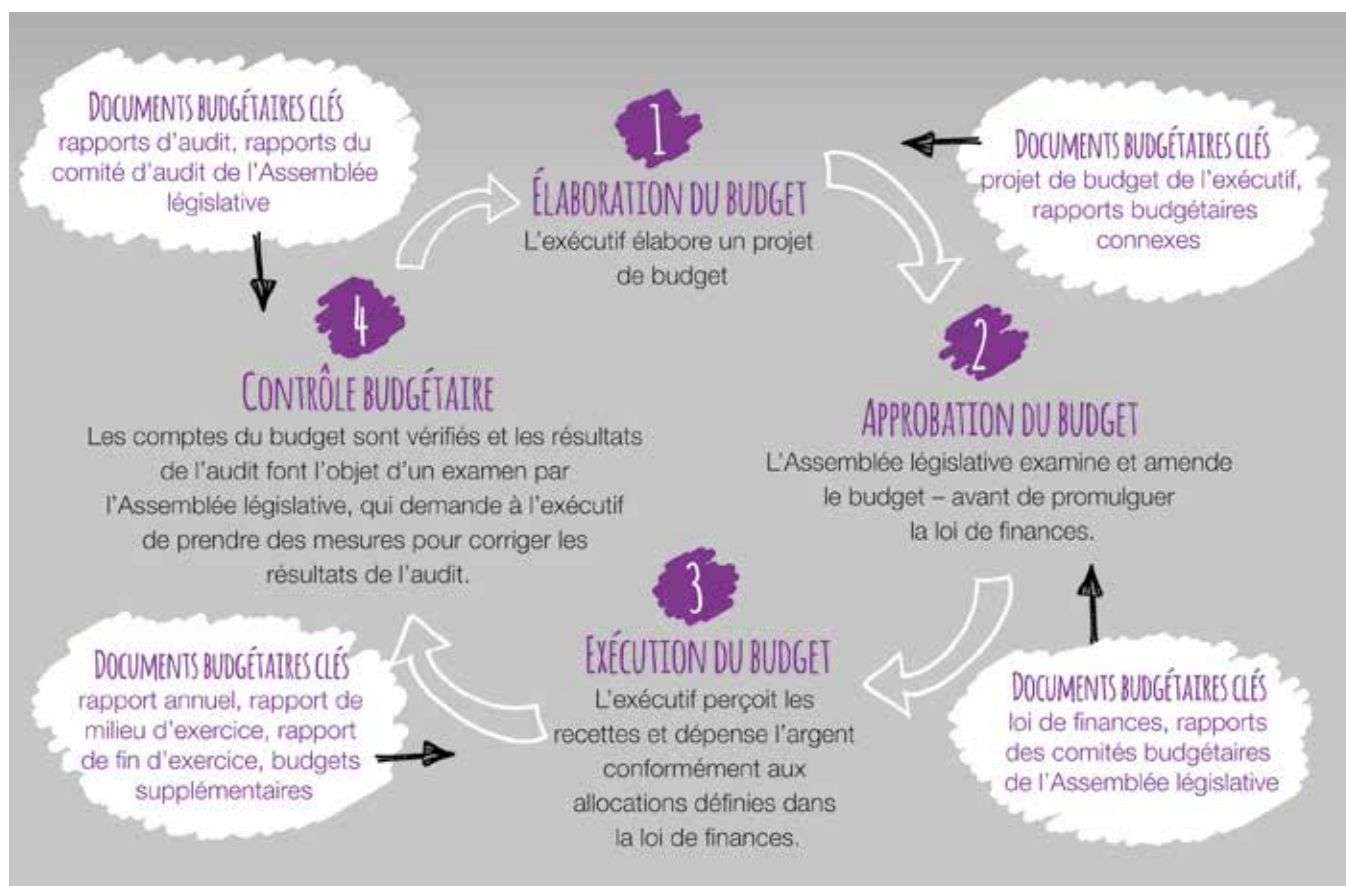 DOCUMENTS BUDGÉTAIRES CLÉS
rapports d'audit, rapports du
comité d'audit de l'Assemblée
législative
1
ÉLABORATION DU BUDGET
L'exécutif élabore un projet
de budget
DOCUMENTS BUDGÉTAIRES CLÉS
projet de budget de l'exécutif,
rapports budgétaires
connexes
2
APPROBATION DU BUDGET
L'Assemblée législative examine et amende
le budget – avant de promulguer
la loi de finances.
DOCUMENTS BUDGÉTAIRES CLÉS
loi de finances, rapports
des comités budgétaires
de l'Assemblée législative
3
EXÉCUTION DU BUDGET
L'exécutif perçoit les
recettes et dépense l'argent
conformément aux
allocations définies dans
la loi de finances.
DOCUMENTS BUDGÉTAIRES CLÉS
rapport annuel, rapport de
milieu d'exercice, rapport
de fin d'exercice, budgets
supplémentaires
4
CONTRÔLE BUDGÉTAIRE
Les comptes du budget sont vérifiés et les résultats
de l'audit font l'objet d'un examen par
l'Assemblée législative, qui demande à l'exécutif
de prendre des mesures pour corriger les
résultats de l'audit.